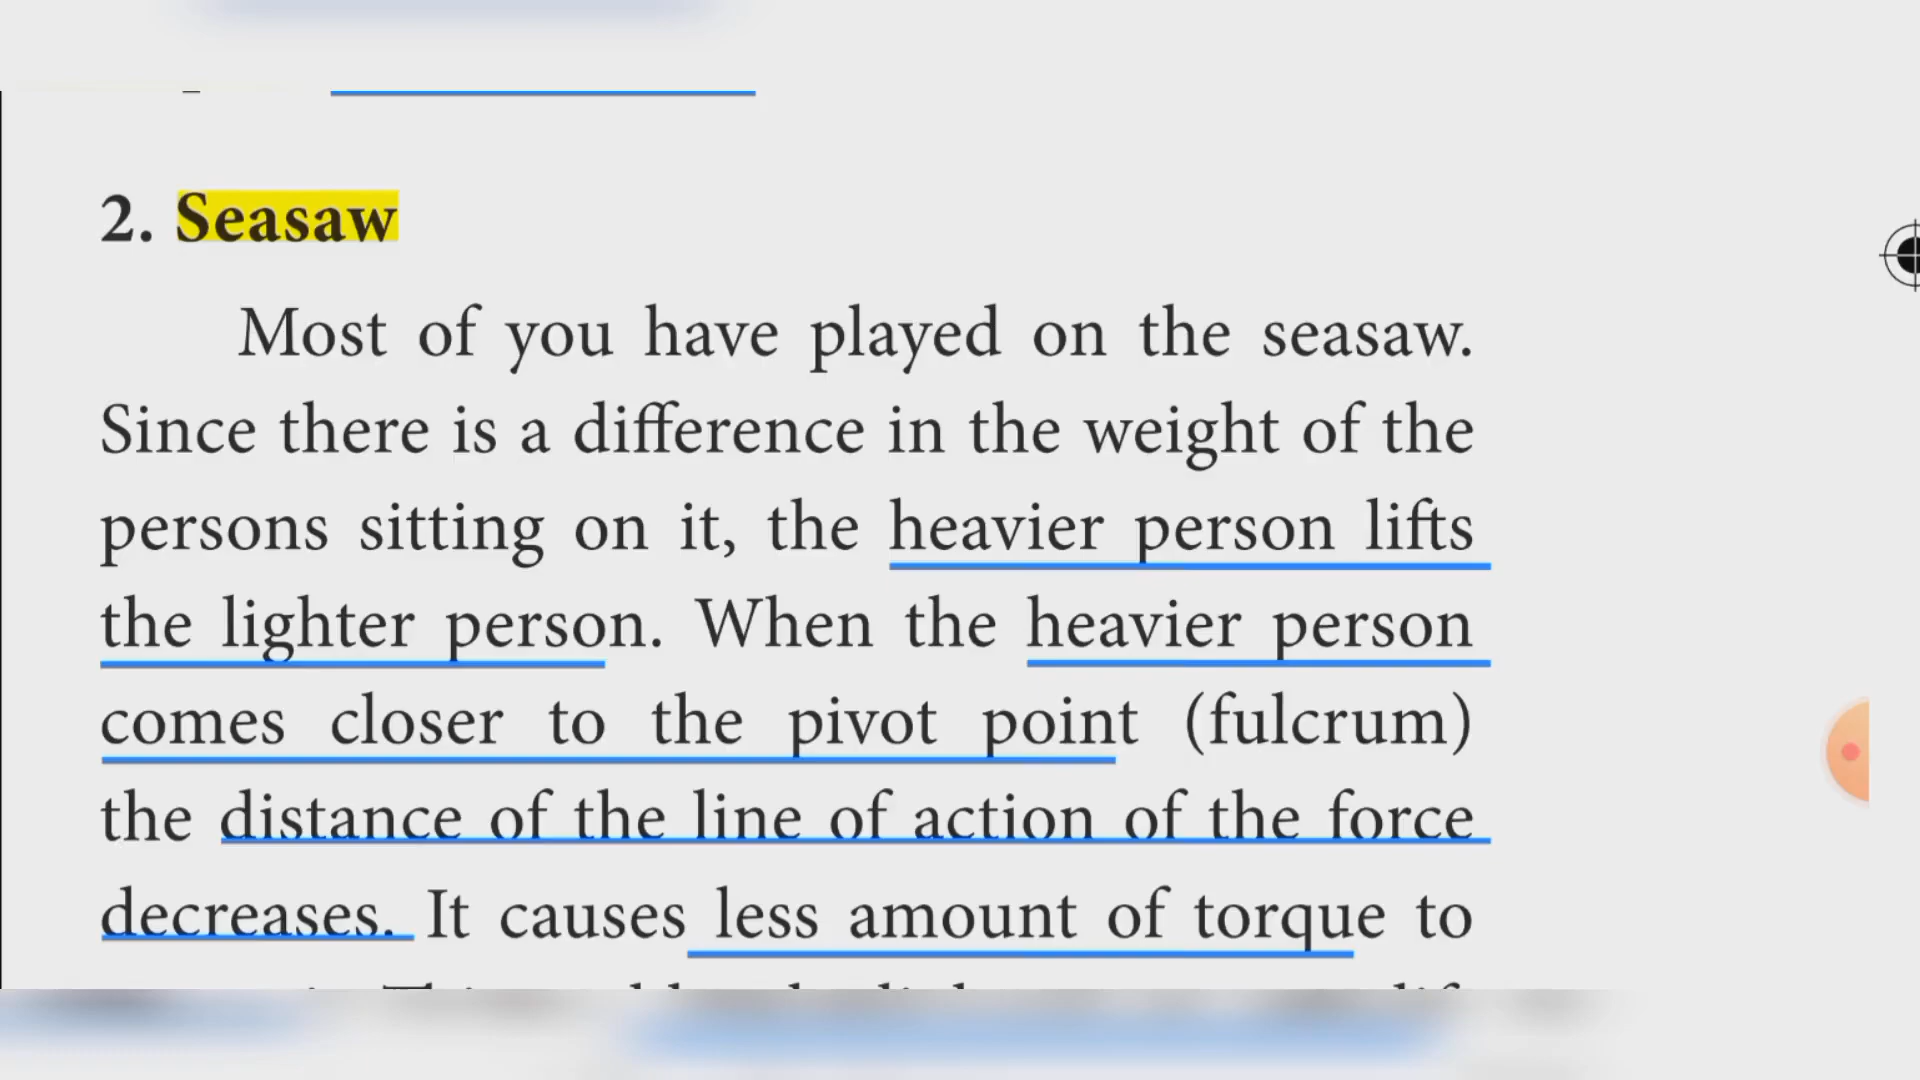 2. Seasaw
Most of you have played on the seasaw.
Since there is a difference in the weight of the
persons sitting on it, the heavier person lifts
the lighter person. When the heavier person
comes closer to the pivot point (fulcrum)
the distance of the line of action of the force
decreases. It causes less amount of torque to